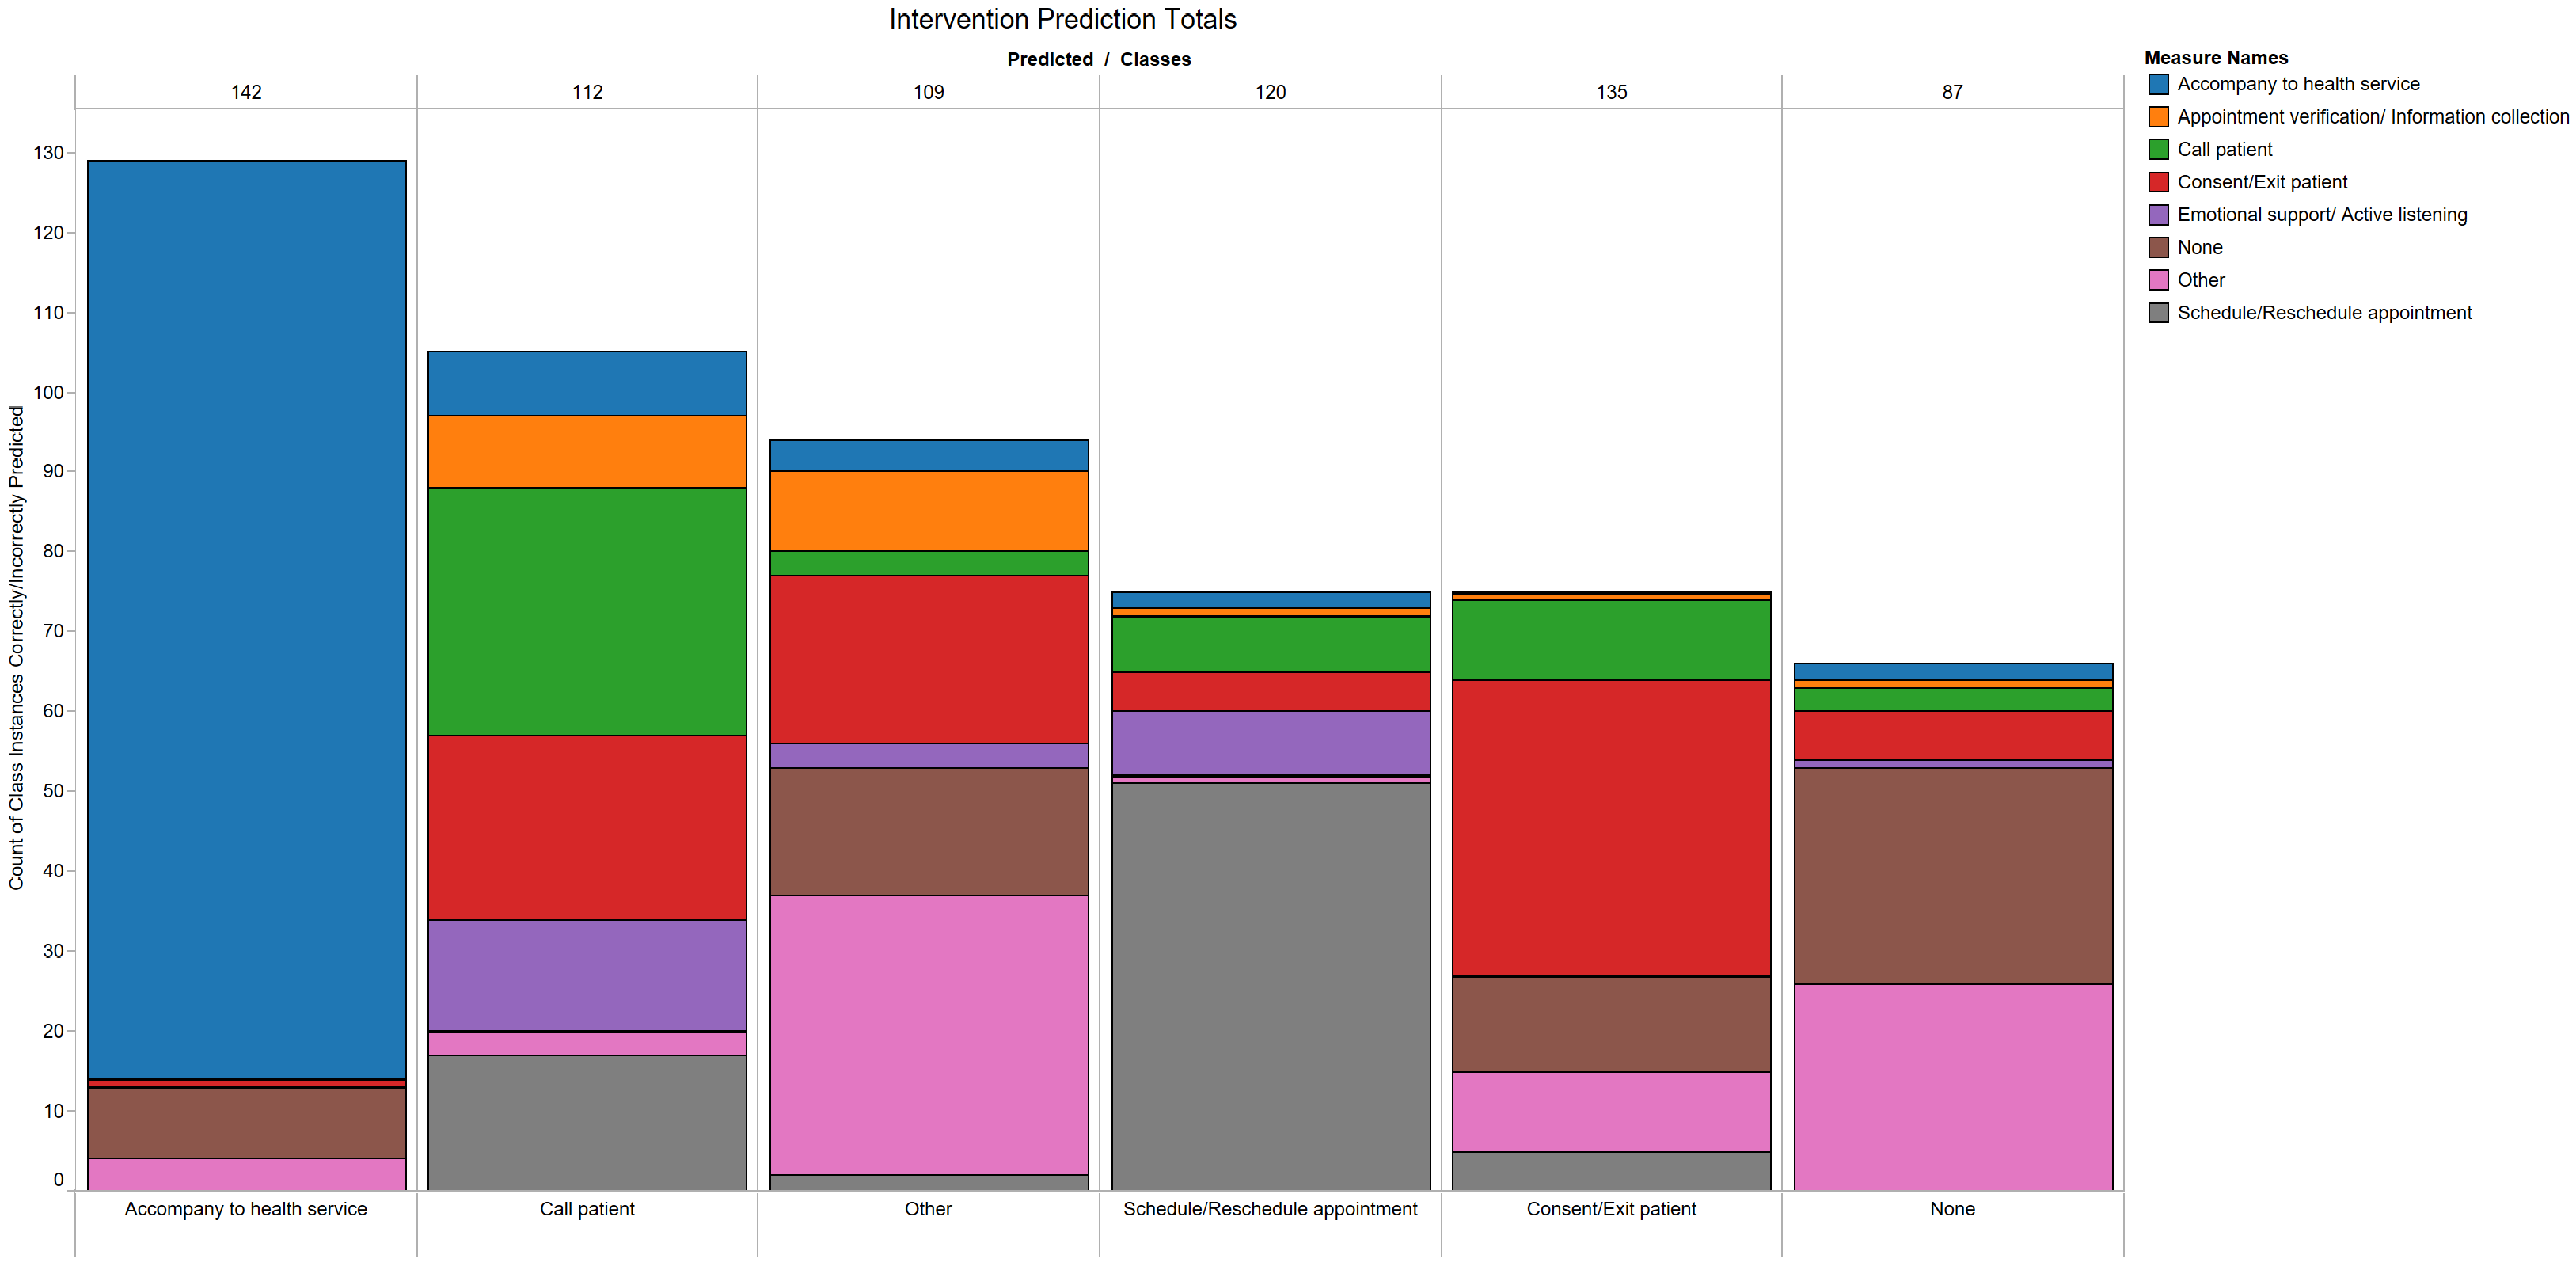 Intervention Prediction Totals
Predicted / Classes
142 112 109 120 135 87
Measure Names
Accompany to health service
Appointment verification/ Information collection
Call patient
Consent/Exit patient
Emotional support/ Active listening
None
Other
Schedule/Reschedule appointment
Count of Class Instances Correctly/Incorrectly Predicted
130
120
110
100
90
80
70
60
50
40
30
20
10
0
Accompany to health service Call patient Other Schedule/Reschedule appointment Consent/Exit patient None